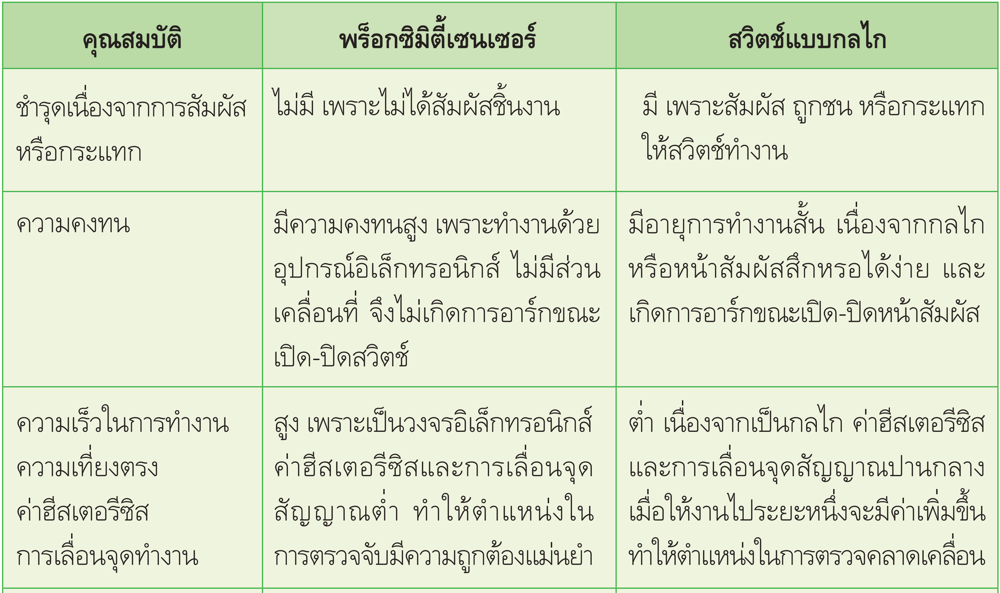 คุณสมบัติ
พร็อกซิมิตี้เซนเซอร์
สวิตช์แบบกลไก
ชำรุดเนื่องจากการสัมผัส
หรือกระแทก
ไม่มี เพราะไม่ได้สัมผัสชิ้นงาน
มี เพราะสัมผัส ถูกชน หรือกระแทก
ให้สวิตช์ทำงาน
ความคงทน
มีความคงทนสูง เพราะทำงานด้วย
อุปกรณ์อิเล็กทรอนิกส์ ไม่มีส่วน
เคลื่อนที่ จึงไม่เกิดการอาร์กขณะ
เปิด-ปิดสวิตช์
มีอายุการทำงานสั้น เนื่องจากกลไก
หรือหน้าสัมผัสสึกหรอได้ง่าย และ
เกิดการอาร์กขณะเปิด-ปิดหน้าสัมผัส
ความเร็วในการทำงาน
ความเที่ยงตรง
ค่าฮีสเตอรีซิส
การเลื่อนจุดทำงาน
สูง เพราะเป็นวงจรอิเล็กทรอนิกส์
ค่าฮีสเตอรีซิสและการเลื่อนจุด
สัญญาณต่ำ ทำให้ตำแหน่งใน
การตรวจจับมีความถูกต้องแม่นยำ
ต่ำ เนื่องจากเป็นกลไก ค่าฮีสเตอรีซิส
และการเลื่อนจุดสัญญาณปานกลาง
เมื่อให้งานไประยะหนึ่งจะมีค่าเพิ่มขึ้น
ทำให้ตำแหน่งในการตรวจคลาดเคลื่อน